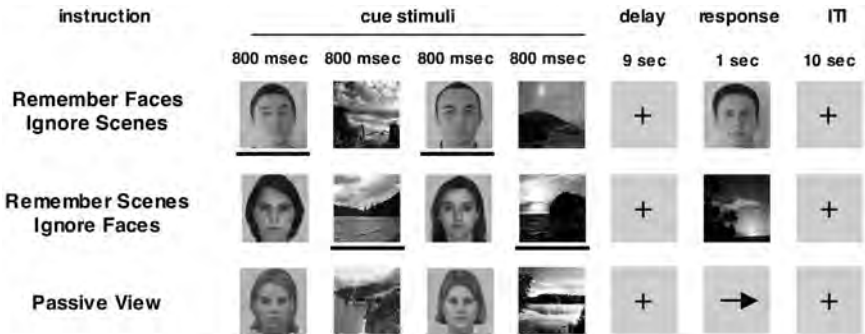 instruction cue stimuli delay response ITI
800 msec 800 msec 800 msec 800 msec 9 sec 1 sec 10 sec
Remember Faces
Ignore Scenes
+ +
Remember Scenes
Ignore Faces
+ +
Passive View
+ +